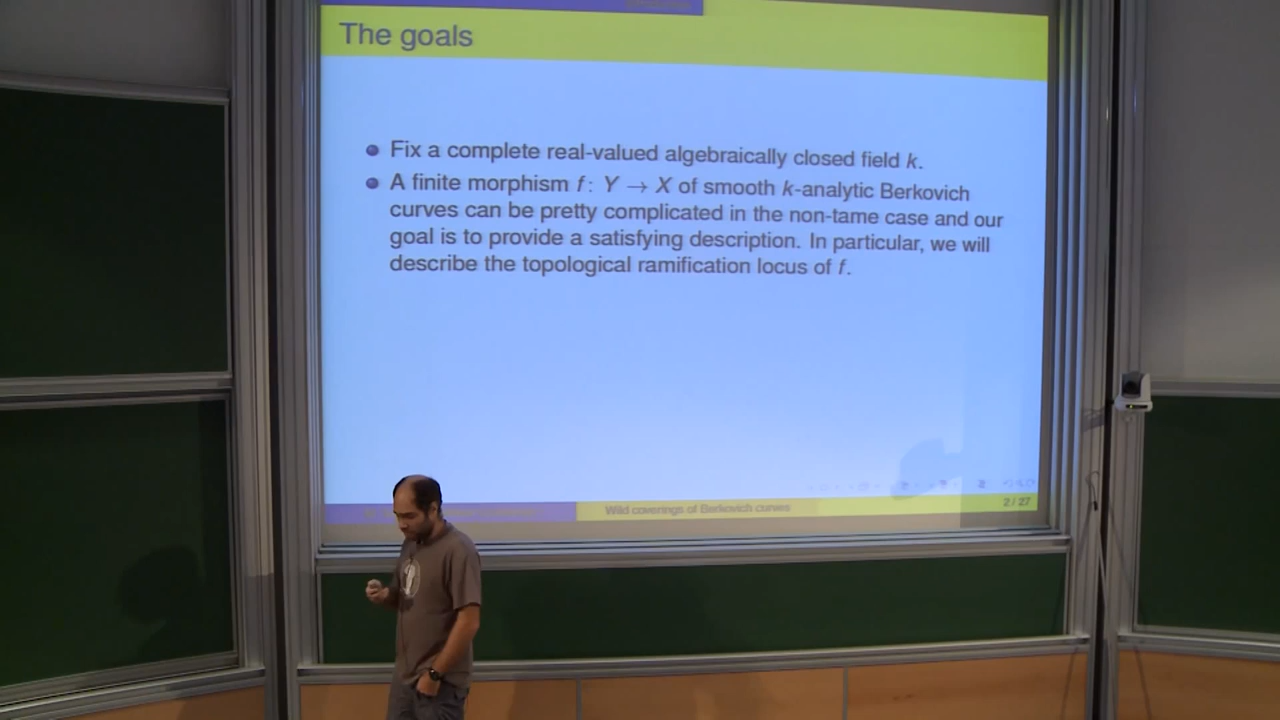 The goals
Fix a complete real-valued algebraically closed field k.
A finite morphism f: Y → X of smooth k-analytic Berkovich
curves can be pretty complicated in the non-tame case and our
goal is to provide a satisfying description. In particular, we will
describe the topological ramification locus of f.
Wild coverings of Berkovich curves
2 / 27